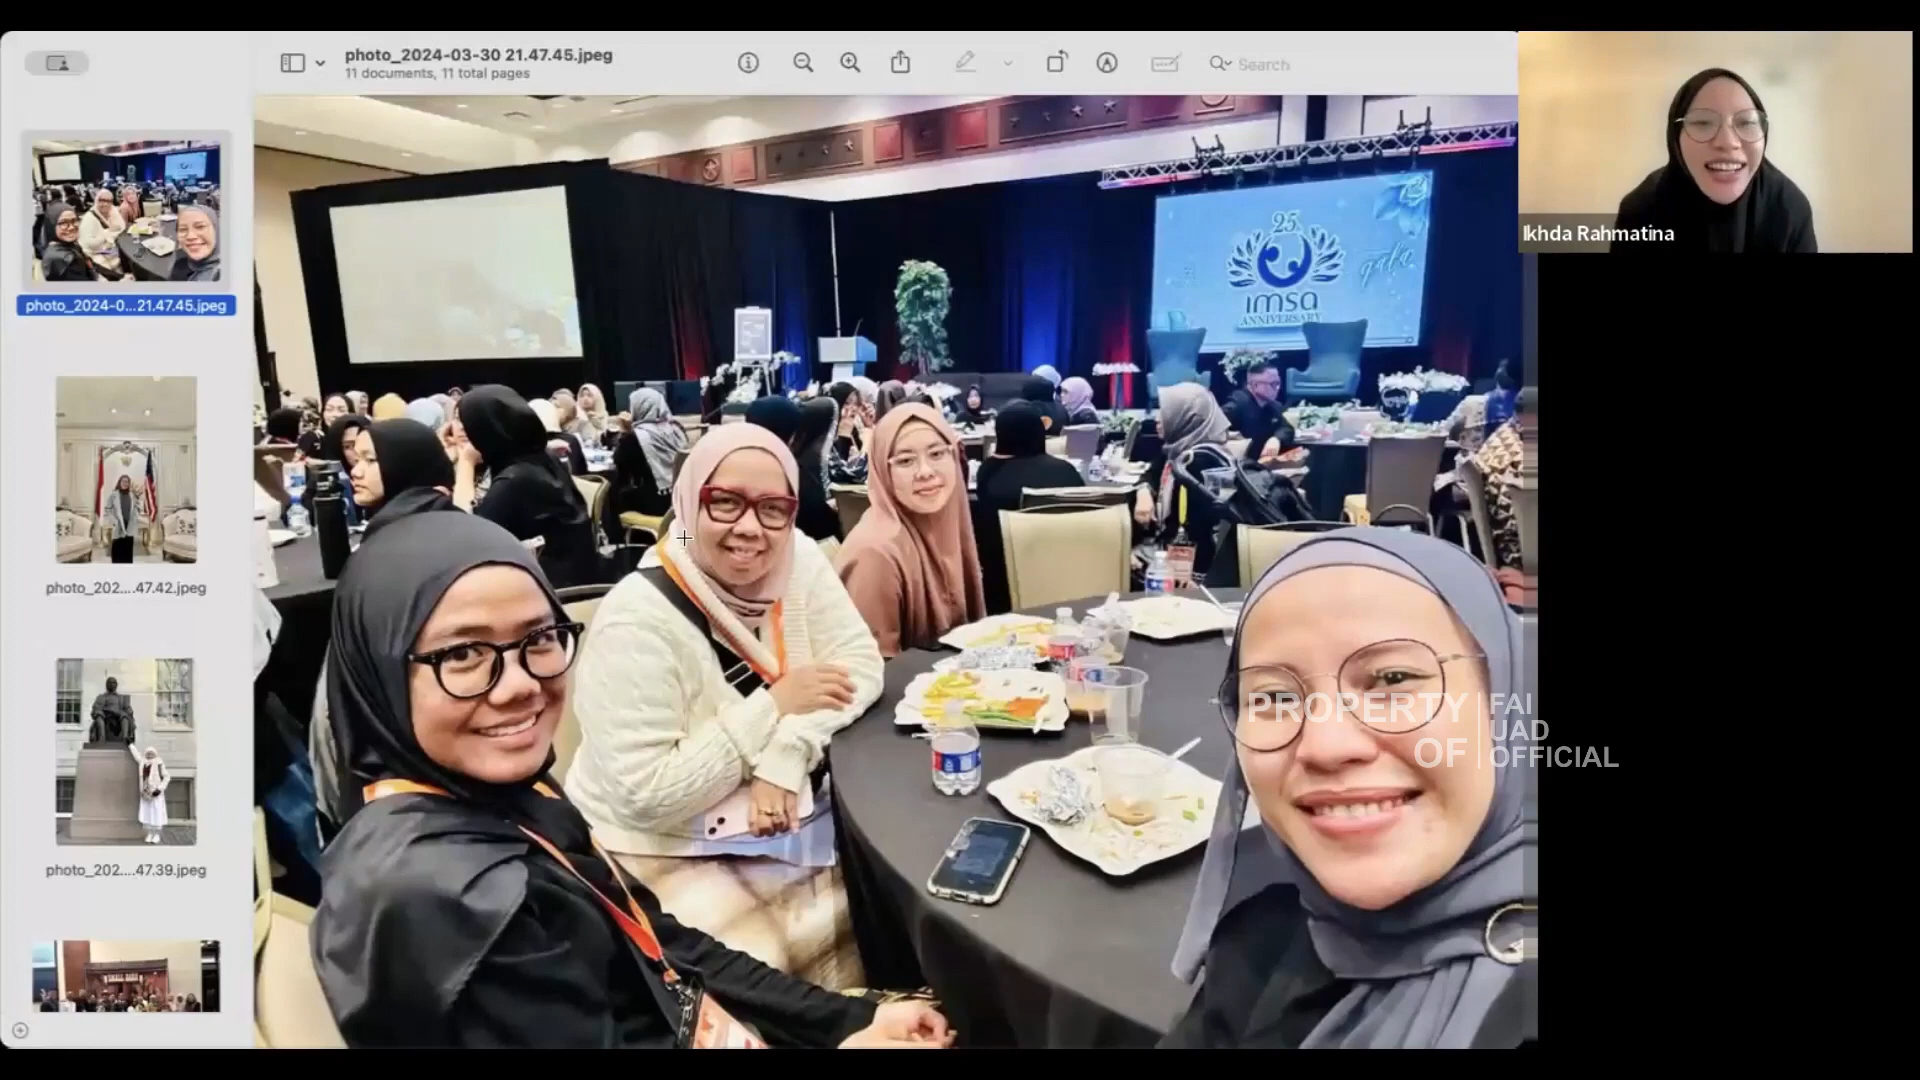 photo_2024-03-30 21.47.45.jpeg
11 documents, 11 total pages
Search
photo_2024-0...21.47.45.jpeg
photo_202....47.42.jpeg
photo_202....47.39.jpeg
25
imsa
ANNIVERSARY
gala
Ikhda Rahmatina
PROPERTY OF
FAI
UAD
OFFICIAL